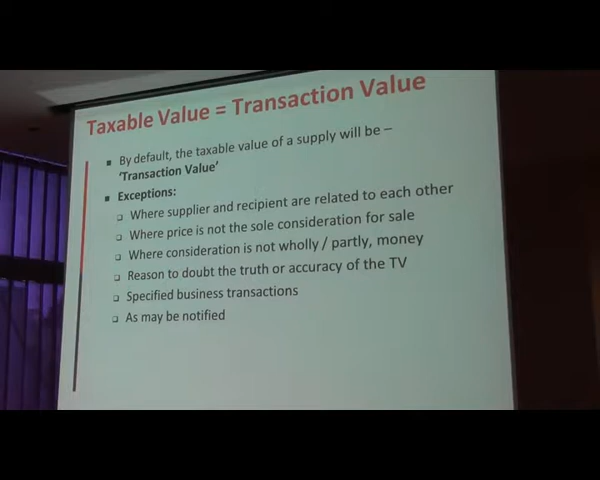 Taxable Value = Transaction Value
By default, the taxable value of a supply will be –
'Transaction Value'
Exceptions:
Where supplier and recipient are related to each other
Where price is not the sole consideration for sale
Where consideration is not wholly / partly, money
Reason to doubt the truth or accuracy of the TV
Specified business transactions
As may be notified